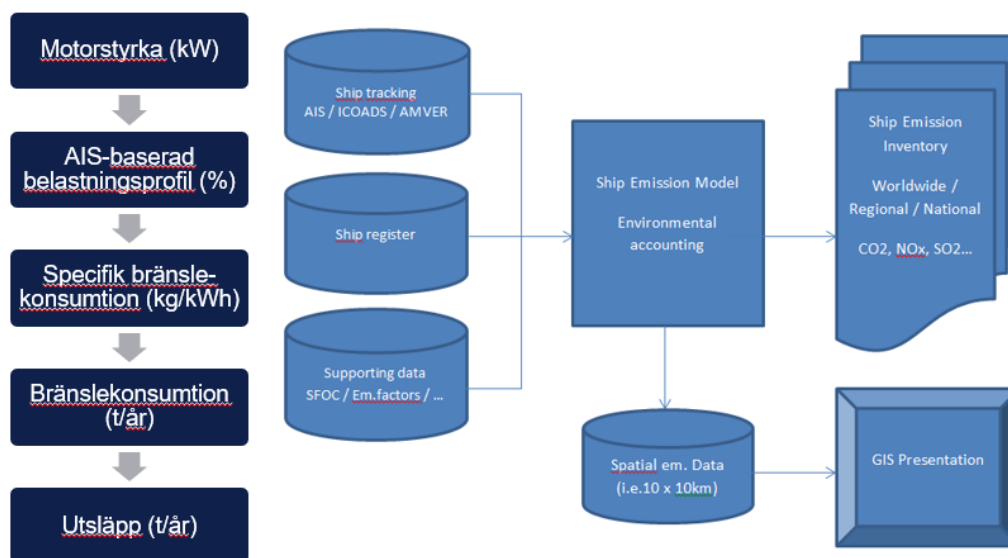 Motorstyrka (kW)
AIS-baserad
belastningsprofil (%)
Specifik bränsle-
konsumtion (kg/kWh)
Bränslekonsumtion
(t/år)
Utsläpp (t/år)
Ship tracking
AIS / ICOADS / AMVER
Ship register
Supporting data
SFOC / Em.factors / ...
Ship Emission Model
Environmental
accounting
Spatial em. Data
(i.e.10 x 10km)
Ship Emission
Inventory
Worldwide /
Regional / National
CO2, NOx, SO2...
GIS Presentation